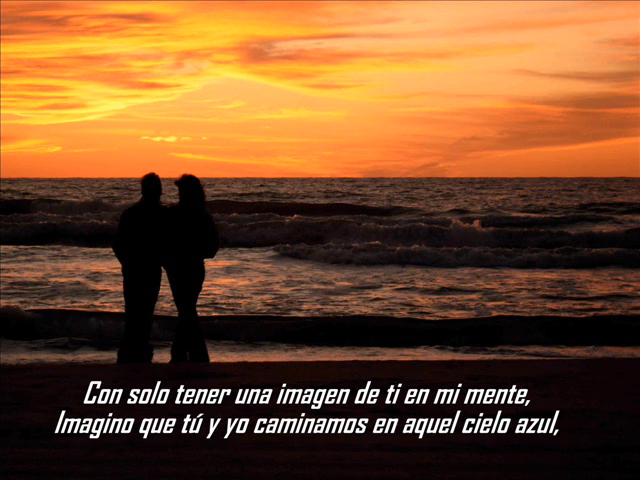 Con solo tener una imagen de ti en mi mente,
Imagino que tú y yo caminamos en aquel cielo azul,